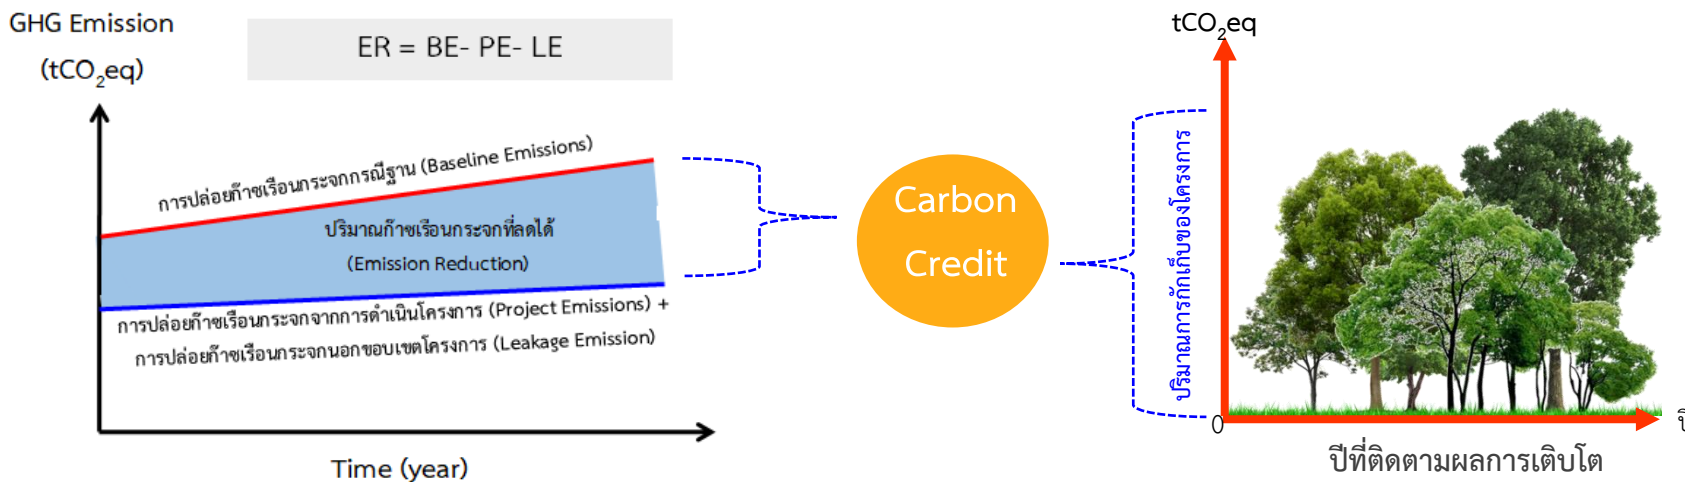 GHG Emission
(tCO₂eq)
ER = BE- PE- LE
การปล่อยก๊าซเรือนกระจกกรณีฐาน (Baseline Emissions)
ปริมาณก๊าซเรือนกระจกที่ลดได้
(Emission Reduction)
การปล่อยก๊าซเรือนกระจกจากการดำเนินโครงการ (Project Emissions) +
การปล่อยก๊าซเรือนกระจกนอกขอบเขตโครงการ (Leakage Emission)
Time (year)
Carbon
Credit
tCO₂eq
ปริมาณการกักเก็บของโครงการ
0
ปีที่ติดตามผลการเติบโต